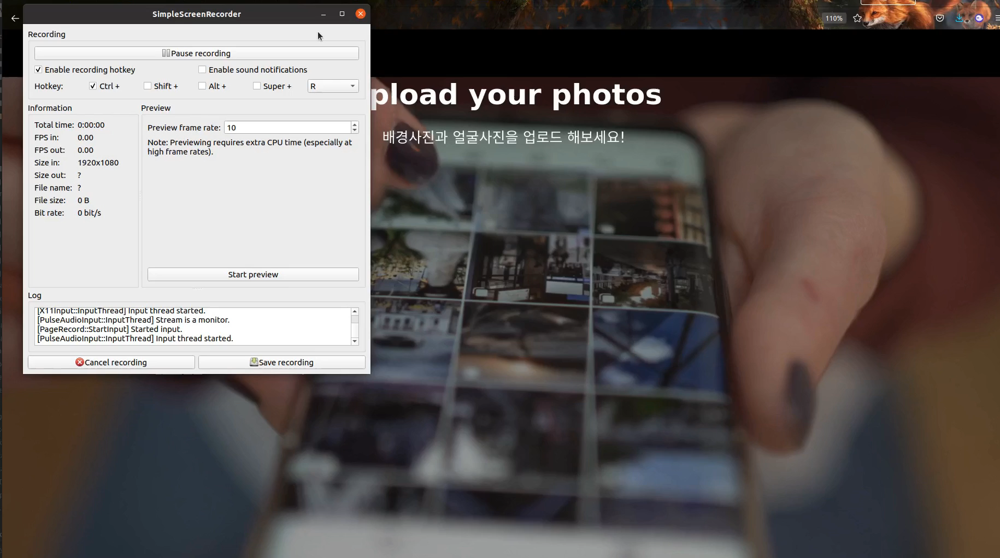 SimpleScreenRecorder
110%
Recording
Pause recording
Enable recording hotkey
Enable sound notifications
Hotkey:
Ctrl +
Shift +
Alt +
Super +
R
pload your photos
배경사진과 얼굴사진을 업로드 해보세요!
Information
Total time: 0:00:00
FPS in: 0.00
FPS out: 0.00
Size in: 1920x1080
Size out: ?
File name: ?
File size: 0 B
Bit rate: 0 bit/s
Preview
Preview frame rate: 10
Note: Previewing requires extra CPU time (especially at
high frame rates).
Start preview
Log
[X11Input::InputThread] Input thread started.
[PulseAudioInput::InputThread] Stream is a monitor.
[PageRecord::StartInput] Started input.
[PulseAudioInput::InputThread] Input thread started.
Cancel recording
Save recording